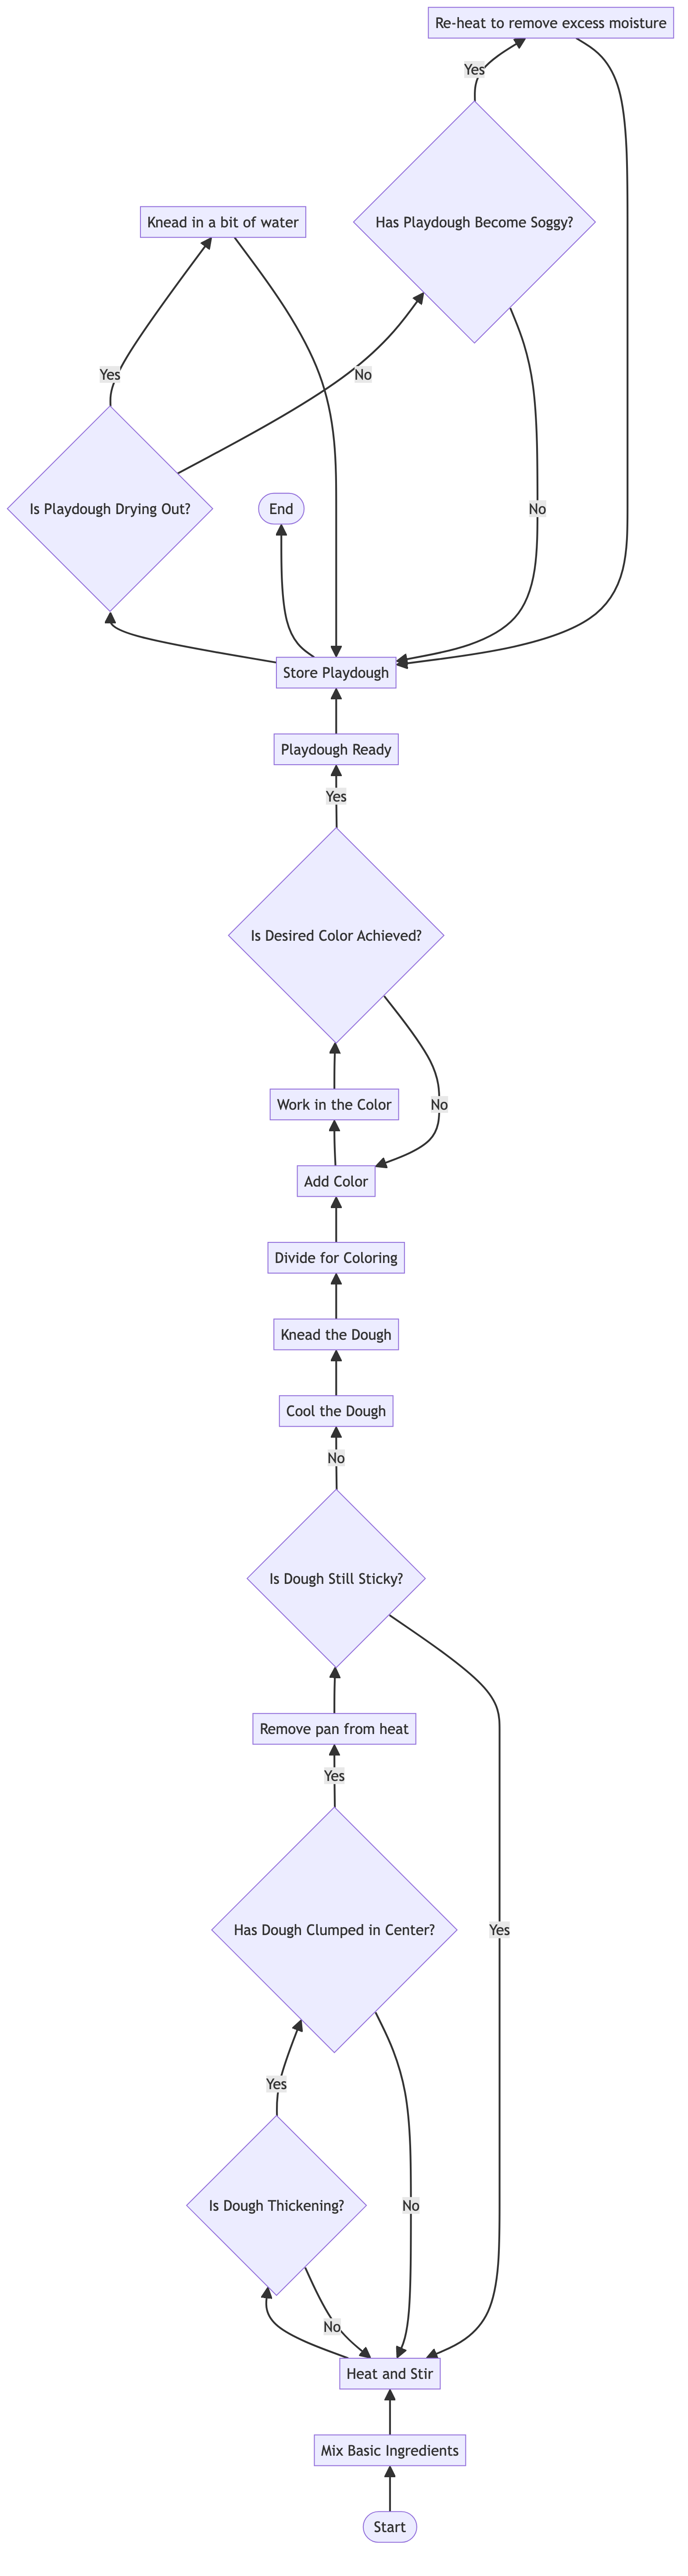 Re-heat to remove excess moisture
Yes
Has Playdough Become Soggy?
Knead in a bit of water
Yes
No
Is Playdough Drying Out?
End
No
Store Playdough
Playdough Ready
Yes
Is Desired Color Achieved?
Work in the Color
No
Add Color
Divide for Coloring
Knead the Dough
Cool the Dough
No
Is Dough Still Sticky?
Remove pan from heat
Yes
Has Dough Clumped in Center?
Yes
Yes
Is Dough Thickening?
No
No
Heat and Stir
Mix Basic Ingredients
Start